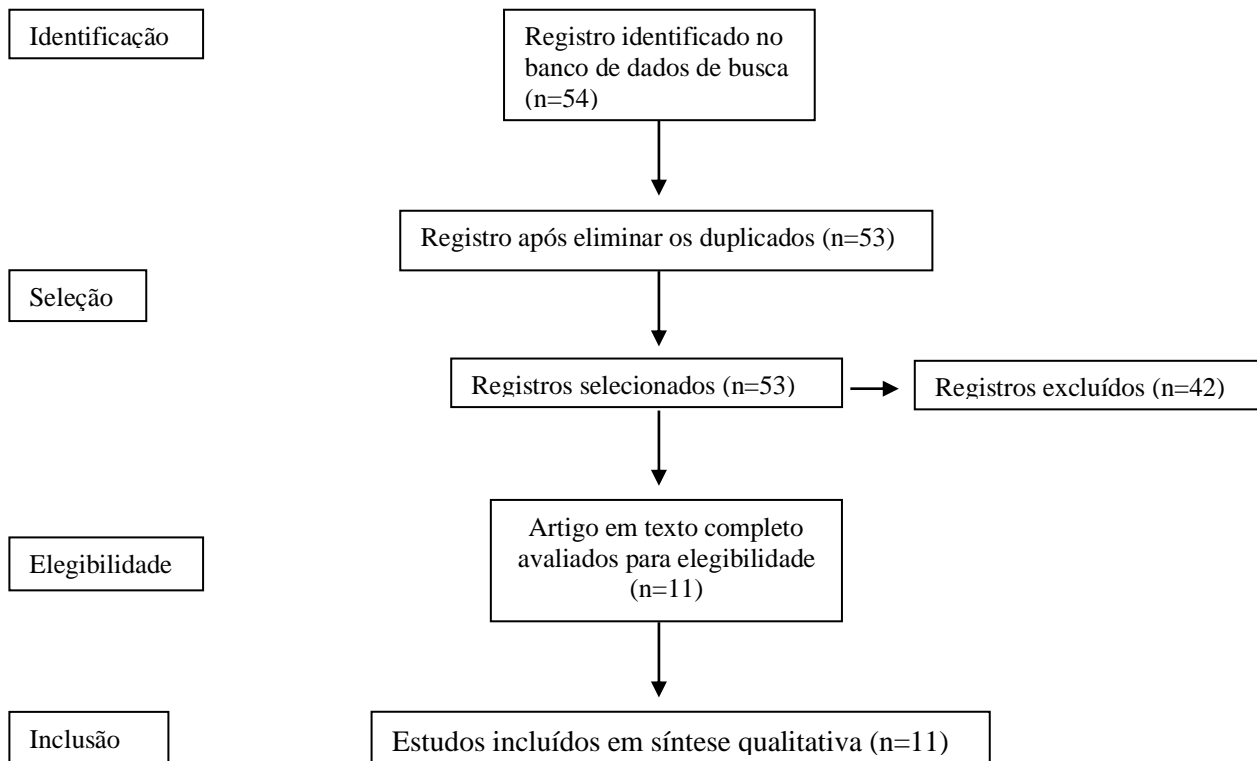 Identificação
Registro identificado no
banco de dados de busca
(n=54)
Registro após eliminar os duplicados (n=53)
Seleção
Registros selecionados (n=53)
Registros excluídos (n=42)
Artigo em texto completo
avaliados para elegibilidade
(n=11)
Elegibilidade
Inclusão
Estudos incluídos em síntese qualitativa (n=11)